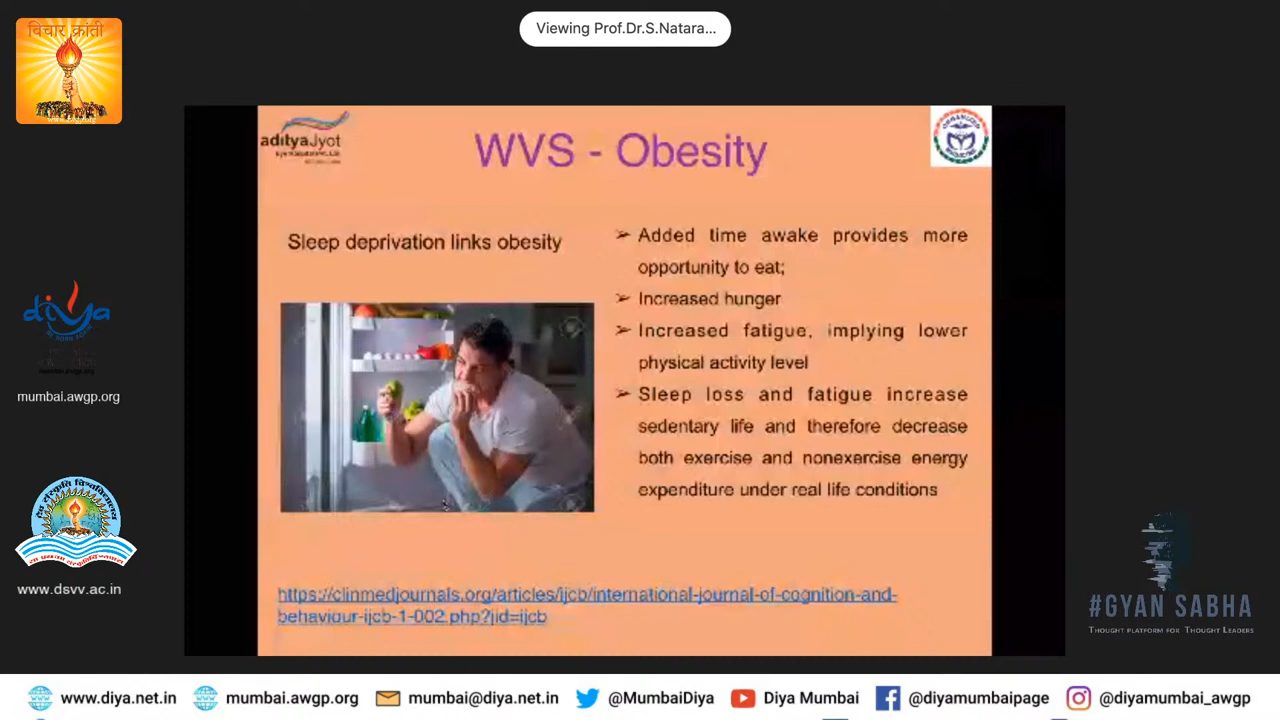 विचार क्रांती
Viewing Prof.Dr.S.Natara...
adityaJyot
WVS - Obesity
Sleep deprivation links obesity
➢ Added time awake provides more
opportunity to eat;
➢ Increased hunger
➢ Increased fatigue, implying lower
physical activity level
➢ Sleep loss and fatigue increase
sedentary life and therefore decrease
both exercise and nonexercise energy
expenditure under real life conditions
https://clinmedjournals.org/articles/ijcb/international-journal-of-cognition-and-
behaviour-ijcb-1-002.php?jid=ijcb
diya
mumbai.awgp.org
www.dsvv.ac.in
#GYAN SABHA
THOUGHT PLATFORM FOR THOUGHT LEADERS
www.diya.net.in mumbai.awgp.org mumbai@diya.net.in @MumbaiDiya Diya Mumbai @diyamumbaipage @diyamumbai_awgp